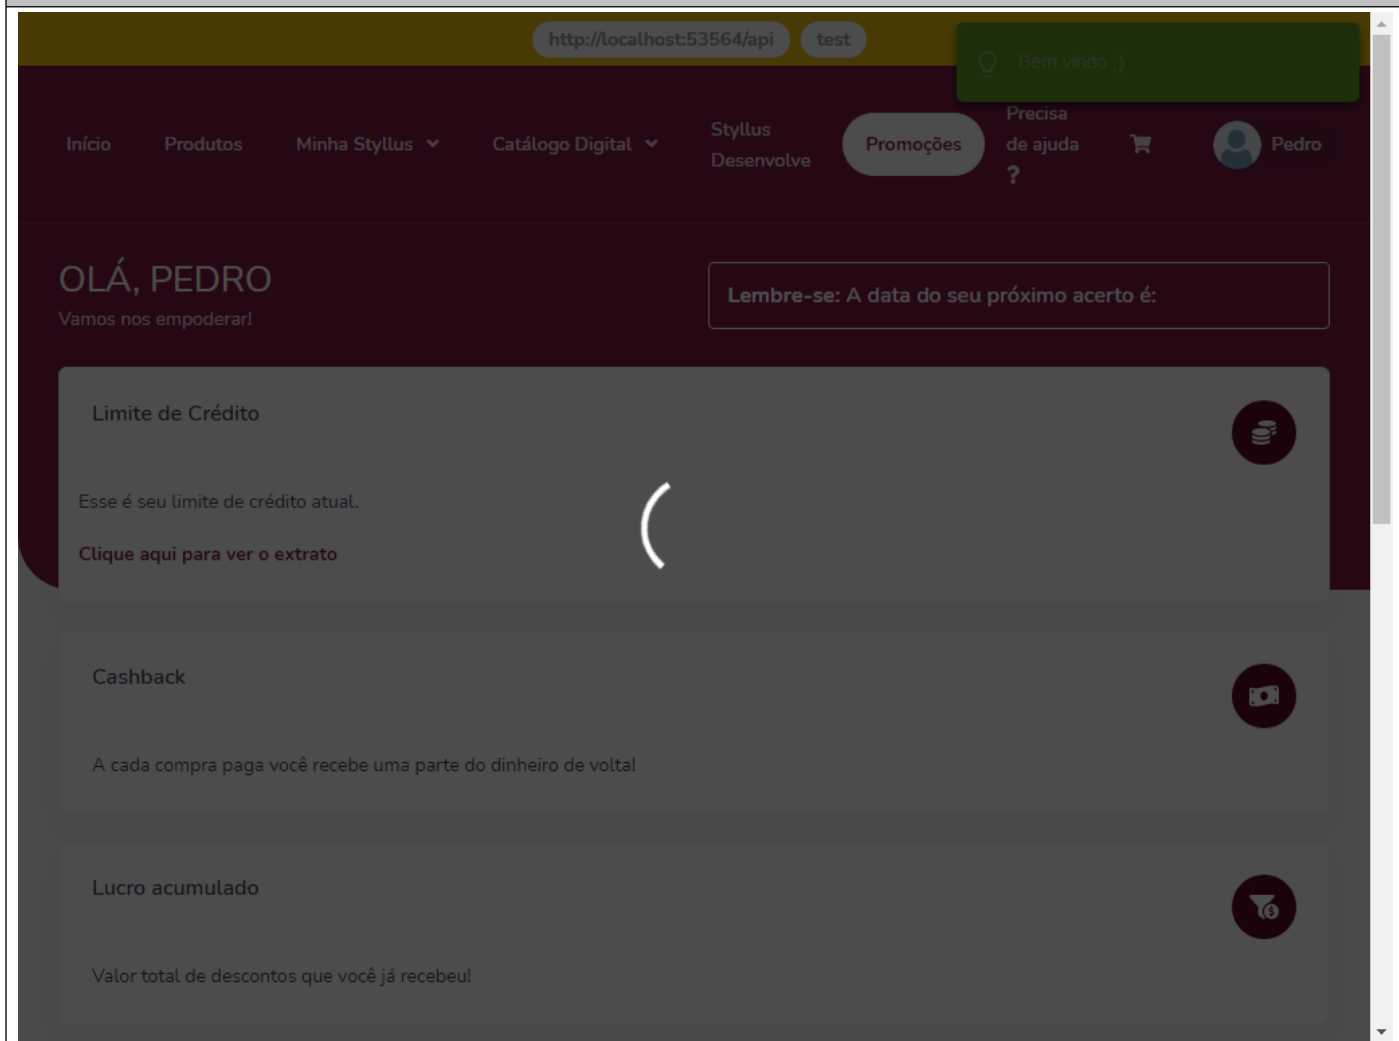 http://localhost:53564/api test
Bem vindo ;)
Início Produtos Minha Styllus Catálogo Digital
Styllus
Desenvolve
Promoções
Precisa
de ajuda
?
Pedro
OLÁ, PEDRO
Vamos nos empoderar!
Lembre-se: A data do seu próximo acerto é:
Limite de Crédito
Esse é seu limite de crédito atual.
Clique aqui para ver o extrato
Cashback
A cada compra paga você recebe uma parte do dinheiro de volta!
Lucro acumulado
Valor total de descontos que você já recebeu!